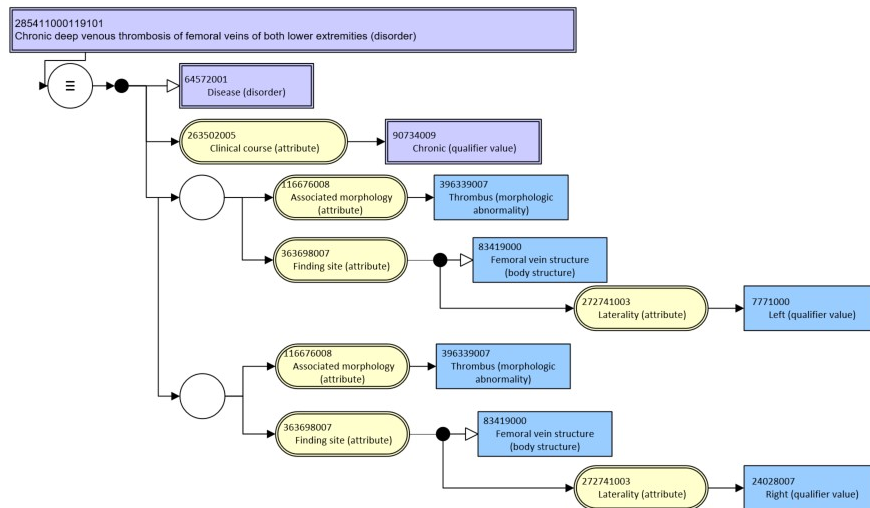 285411000119101
Chronic deep venous thrombosis of femoral veins of both lower extremities (disorder)
≡
64572001
Disease (disorder)
263502005
Clinical course (attribute)
90734009
Chronic (qualifier value)
116676008
Associated morphology
(attribute)
396339007
Thrombus (morphologic
abnormality)
363698007
Finding site (attribute)
83419000
Femoral vein structure
(body structure)
272741003
Laterality (attribute)
7771000
Left (qualifier value)
116676008
Associated morphology
(attribute)
396339007
Thrombus (morphologic
abnormality)
363698007
Finding site (attribute)
83419000
Femoral vein structure
(body structure)
272741003
Laterality (attribute)
24028007
Right (qualifier value)